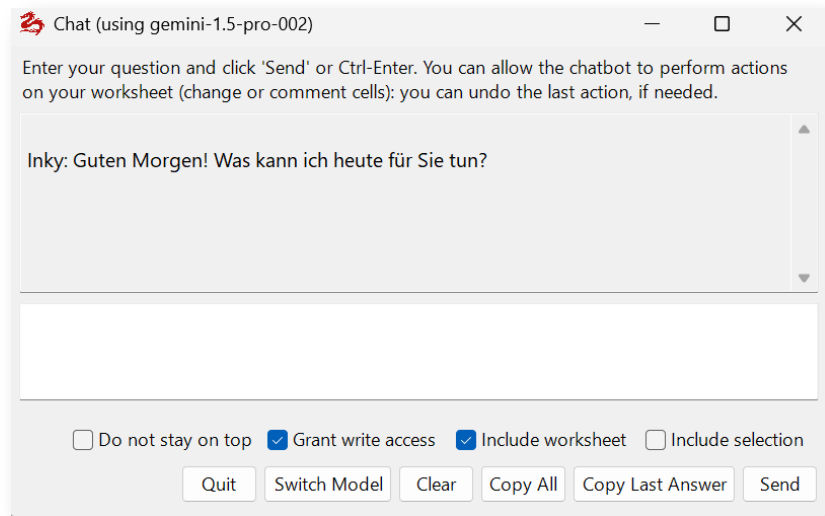 Chat (using gemini-1.5-pro-002)
Enter your question and click 'Send' or Ctrl-Enter. You can allow the chatbot to perform actions
on your worksheet (change or comment cells): you can undo the last action, if needed.
Inky: Guten Morgen! Was kann ich heute für Sie tun?
Do not stay on top Grant write access Include worksheet Include selection
Quit Switch Model Clear Copy All Copy Last Answer Send